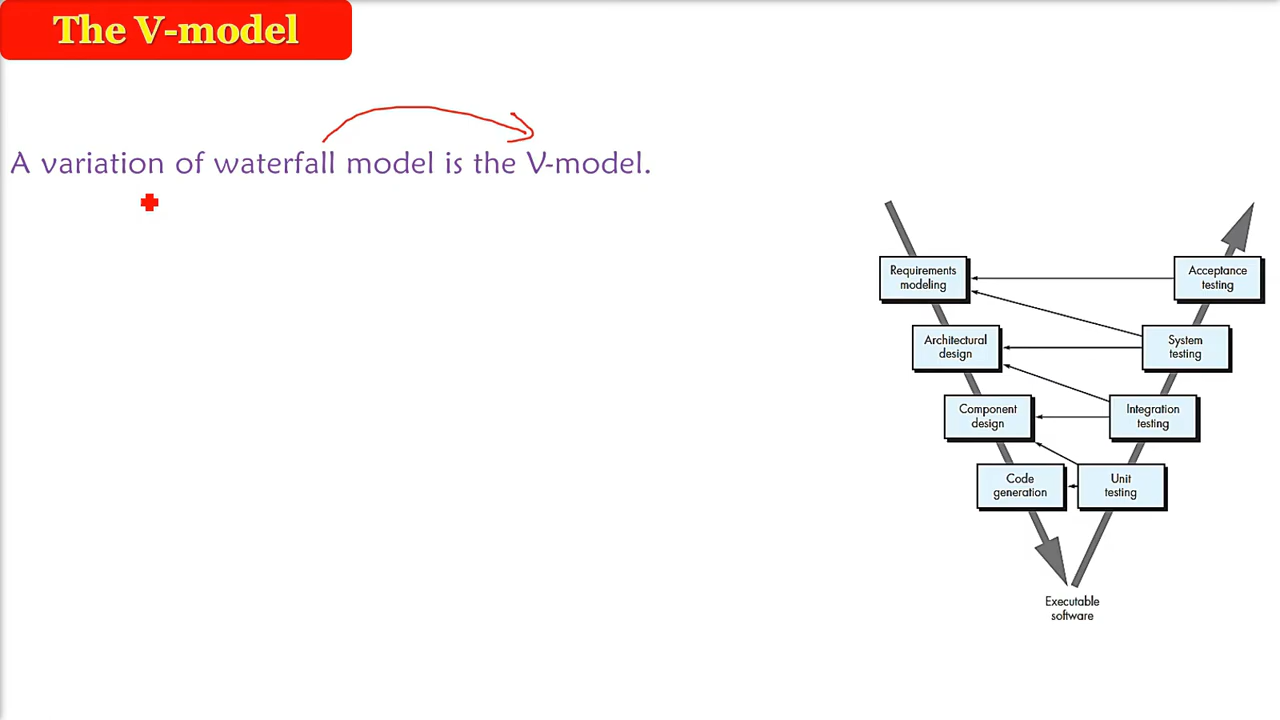 The V-model
A variation of waterfall model is the V-model.
Requirements
modeling
Acceptance
testing
Architectural
design
System
testing
Component
design
Integration
testing
Code
generation
Unit
testing
Executable
software